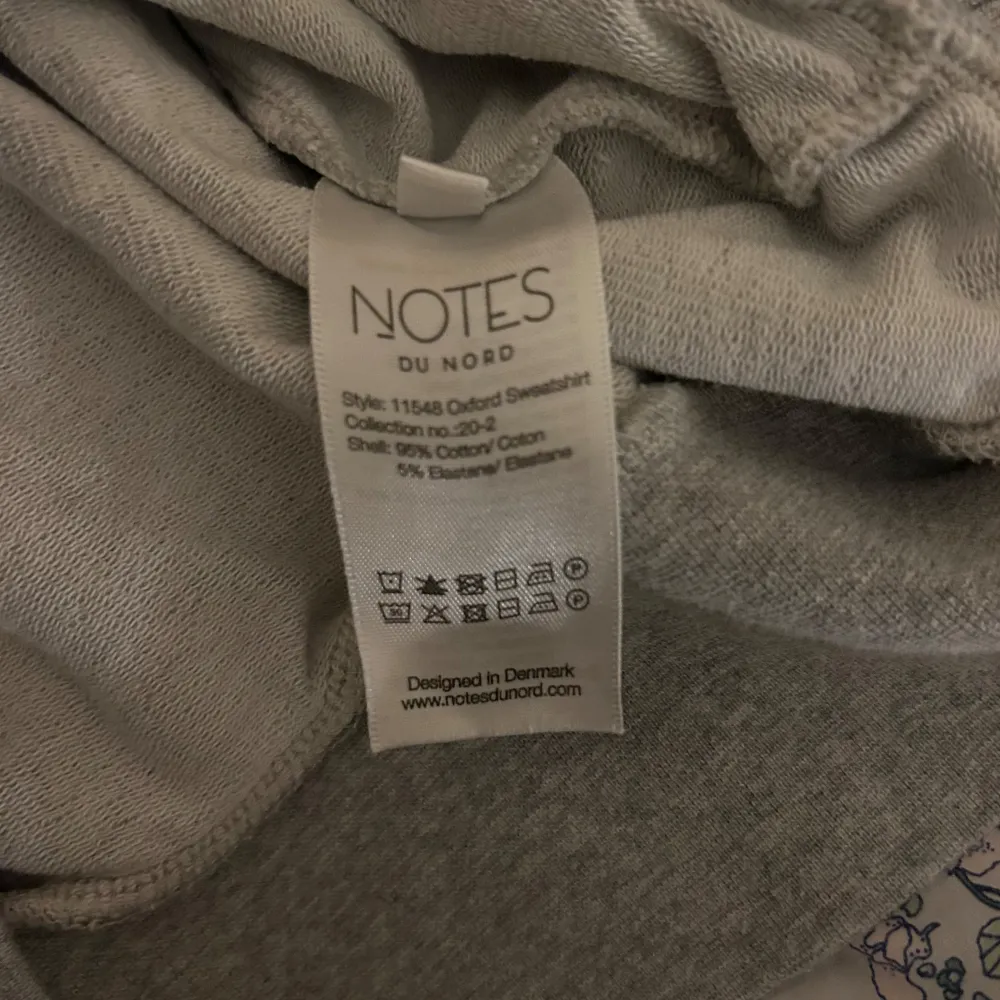 NOTES
DU NORD
Style: 11548 Oxford Sweatshirt
Collection no.:20-2
Shell: 95% Cotton/ Coton
5% Elastane/ Elastane
P
30 P
Designed in Denmark
www.notesdunord.com